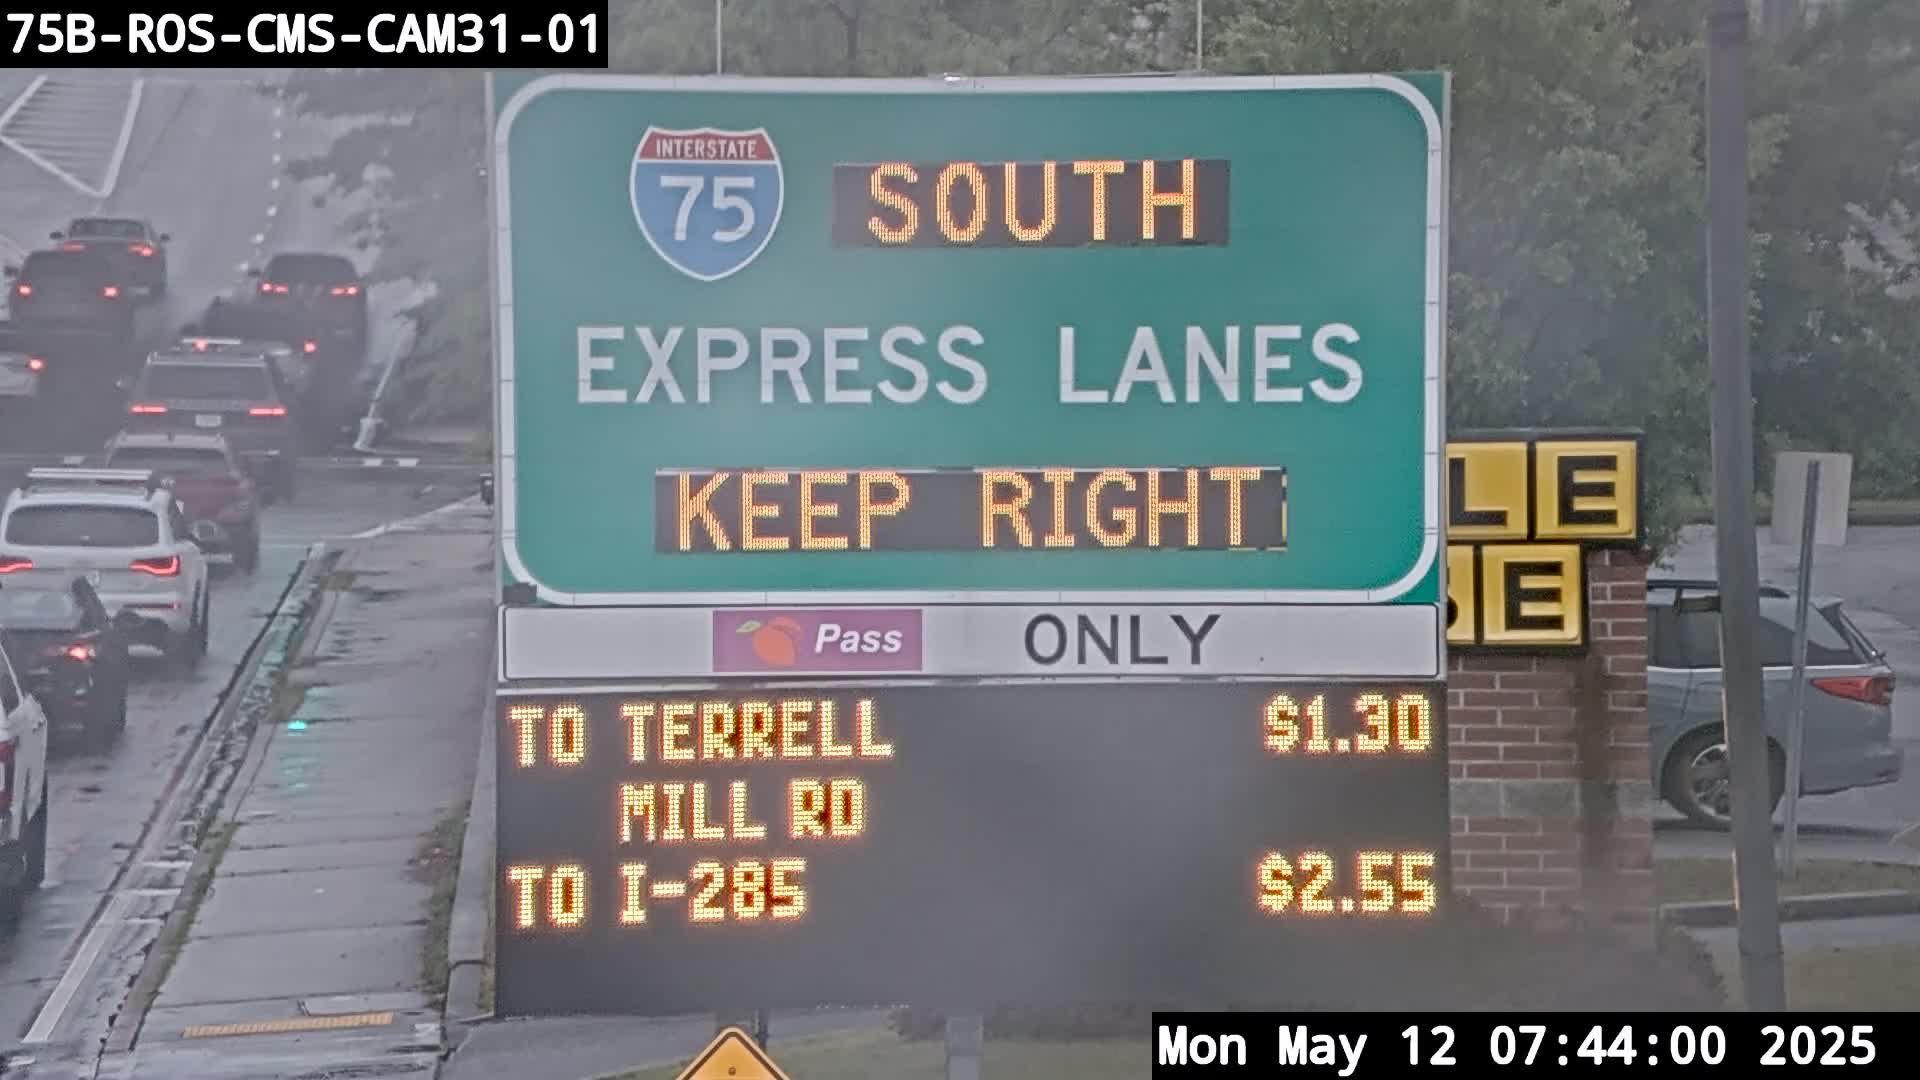 75B-ROS-CMS-CAM31-01
INTERSTATE
75
SOUTH
EXPRESS LANES
KEEP RIGHT
Pass ONLY
TO TERRELL $1.30
MILL RD
TO I-285 $2.55
LE
E
Mon May 12 07:44:00 2025